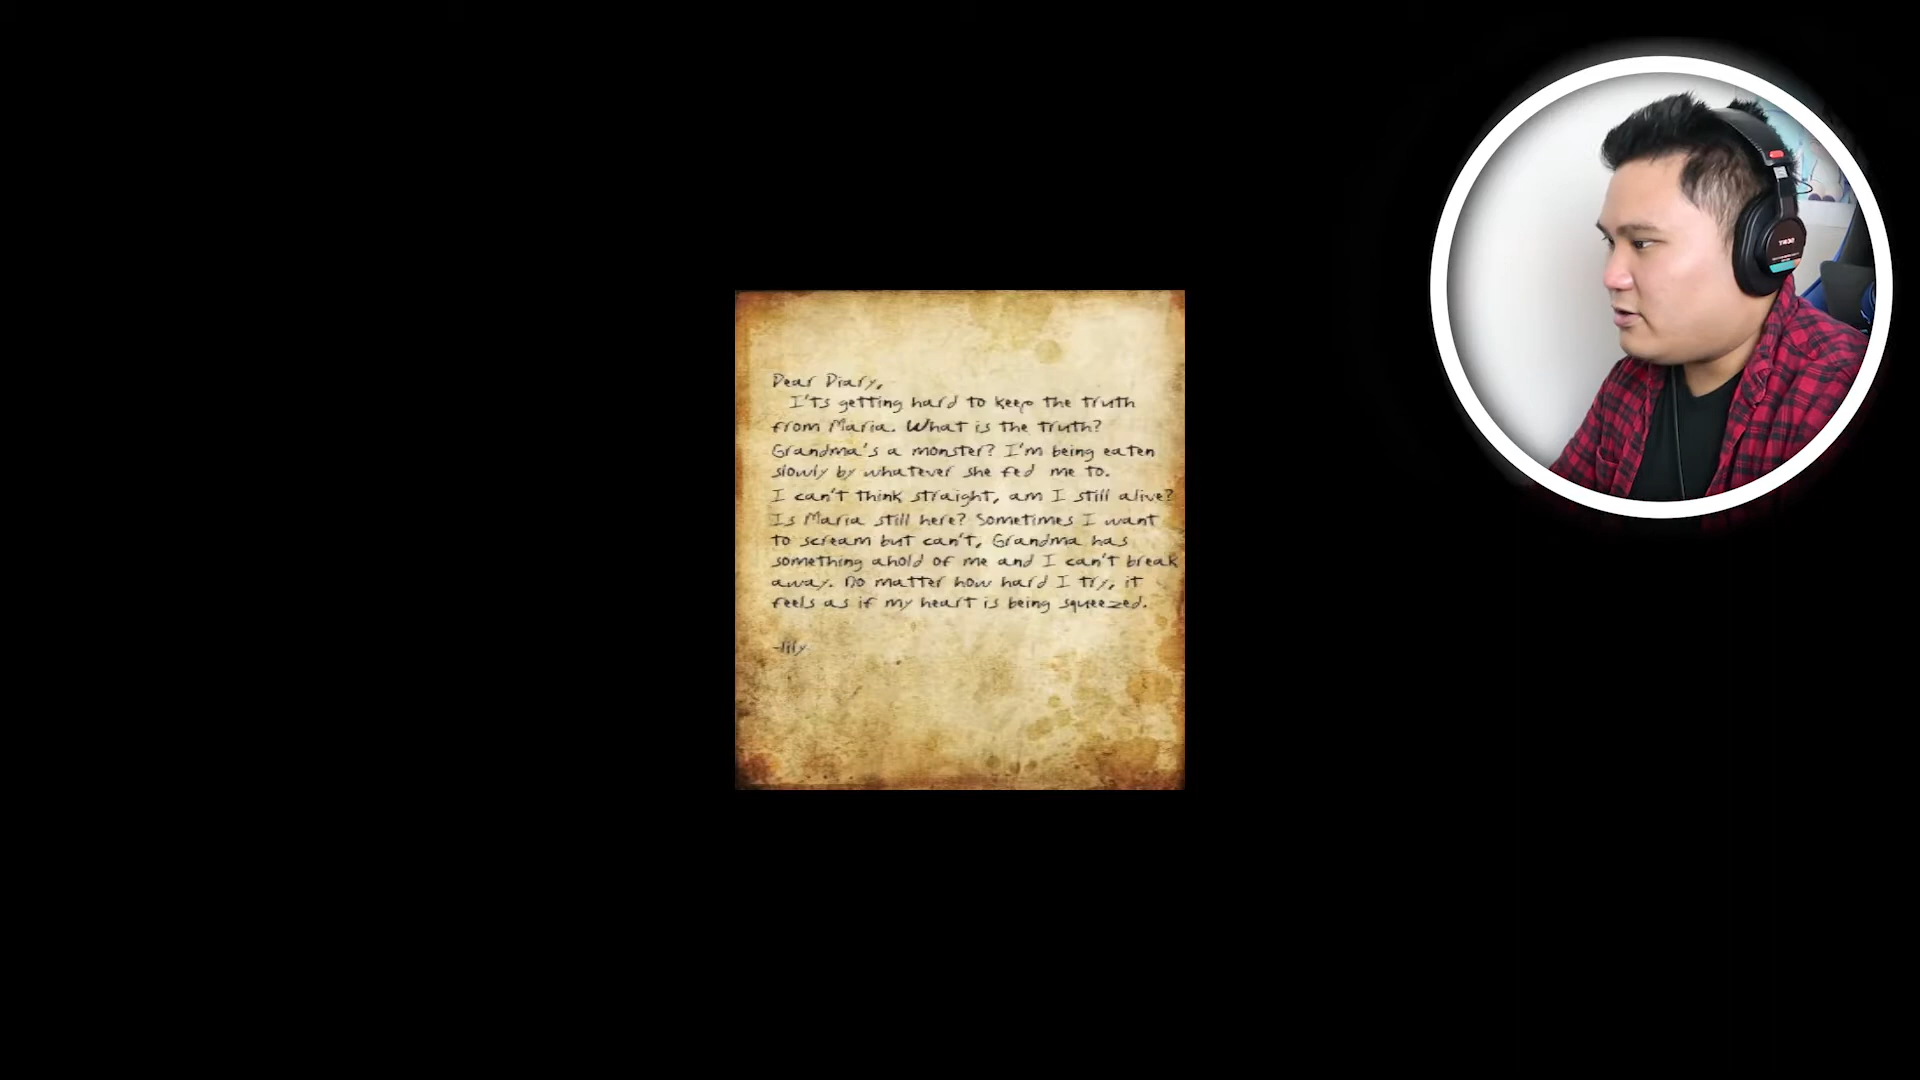 Dear Diary,
I'ts getting hard to keep the truth
from Maria. What is the truth?
Grandma's a monster? I'm being eaten
slowly by whatever she fed me to.
I can't think straight, am I still alive?
Is Maria still here? Sometimes I want
to scream but can't, Grandma has
something ahold of me and I can't break
away. No matter how hard I try, it
feels as if my heart is being squeezed.
-lily
SONY